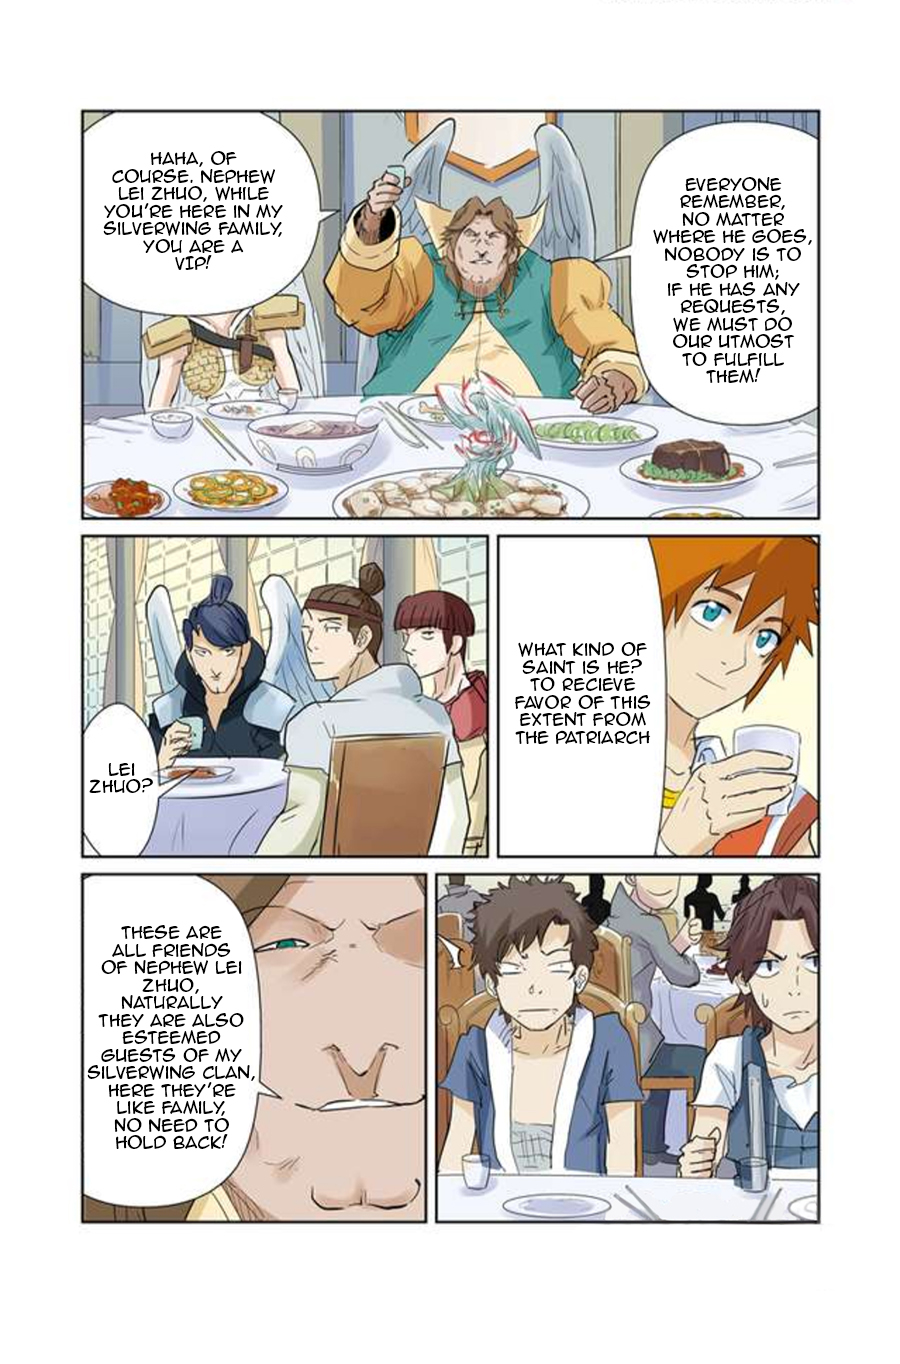 HAHA, OF
COURSE. NEPHEW
LEI ZHUO, WHILE
YOU'RE HERE IN MY
SILVERWING FAMILY,
YOU ARE A
VIP!
EVERYONE
REMEMBER,
NO MATTER
WHERE HE GOES,
NOBODY IS TO
STOP HIM;
IF HE HAS ANY
REQUESTS,
WE MUST DO
OUR UTMOST
TO FULFILL
THEM!
LEI
ZHUO?
WHAT KIND OF
SAINT IS HE?
TO RECIEVE
FAVOR OF THIS
EXTENT FROM
THE PATRIARCH
THESE ARE
ALL FRIENDS
OF NEPHEW LEI
ZHUO,
NATURALLY
THEY ARE ALSO
ESTEEMED
GUESTS OF MY
SILVERWING CLAN,
HERE THEY'RE
LIKE FAMILY,
NO NEED TO
HOLD BACK!